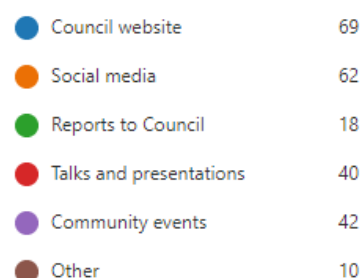 Council website 69
Social media 62
Reports to Council 18
Talks and presentations 40
Community events 42
Other 10